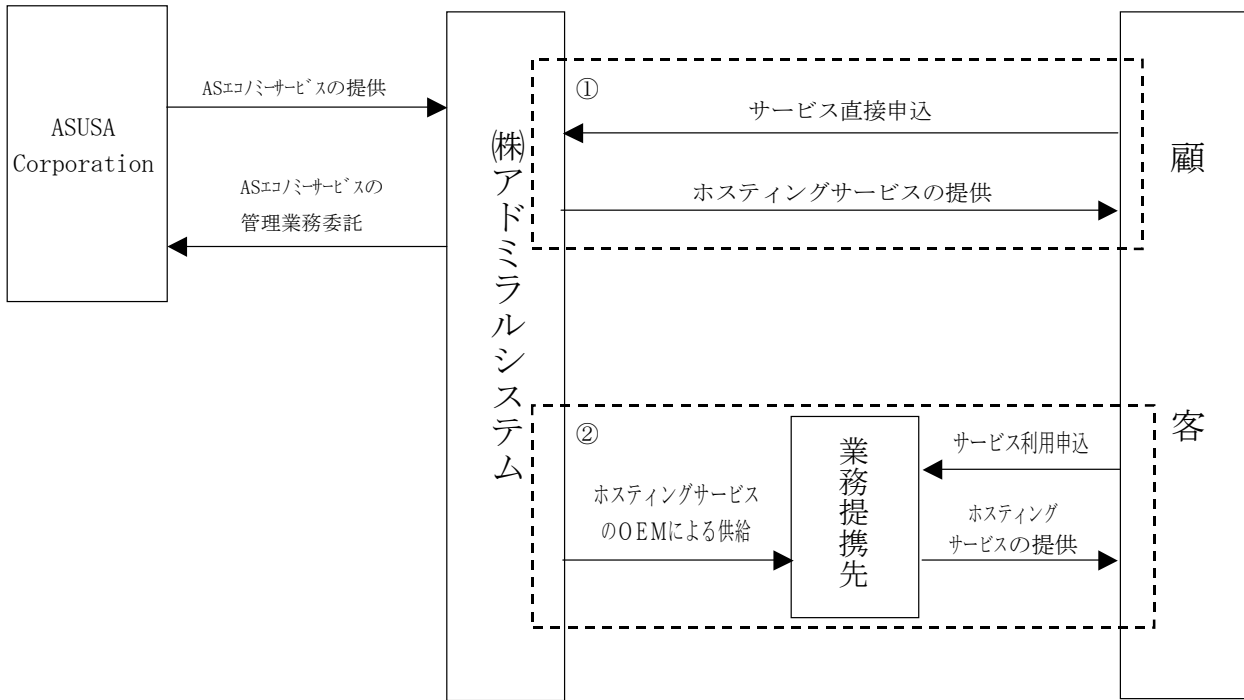 ASUSA
Corporation
ASエコノミーサービスの提供
ASエコノミーサービスの
管理業務委託
㈱アドミラルシステム
①
サービス直接申込
ホスティングサービスの提供
②
ホスティングサービス
のOEMによる供給
業務提携先
サービス利用申込
ホスティング
サービスの提供
顧客